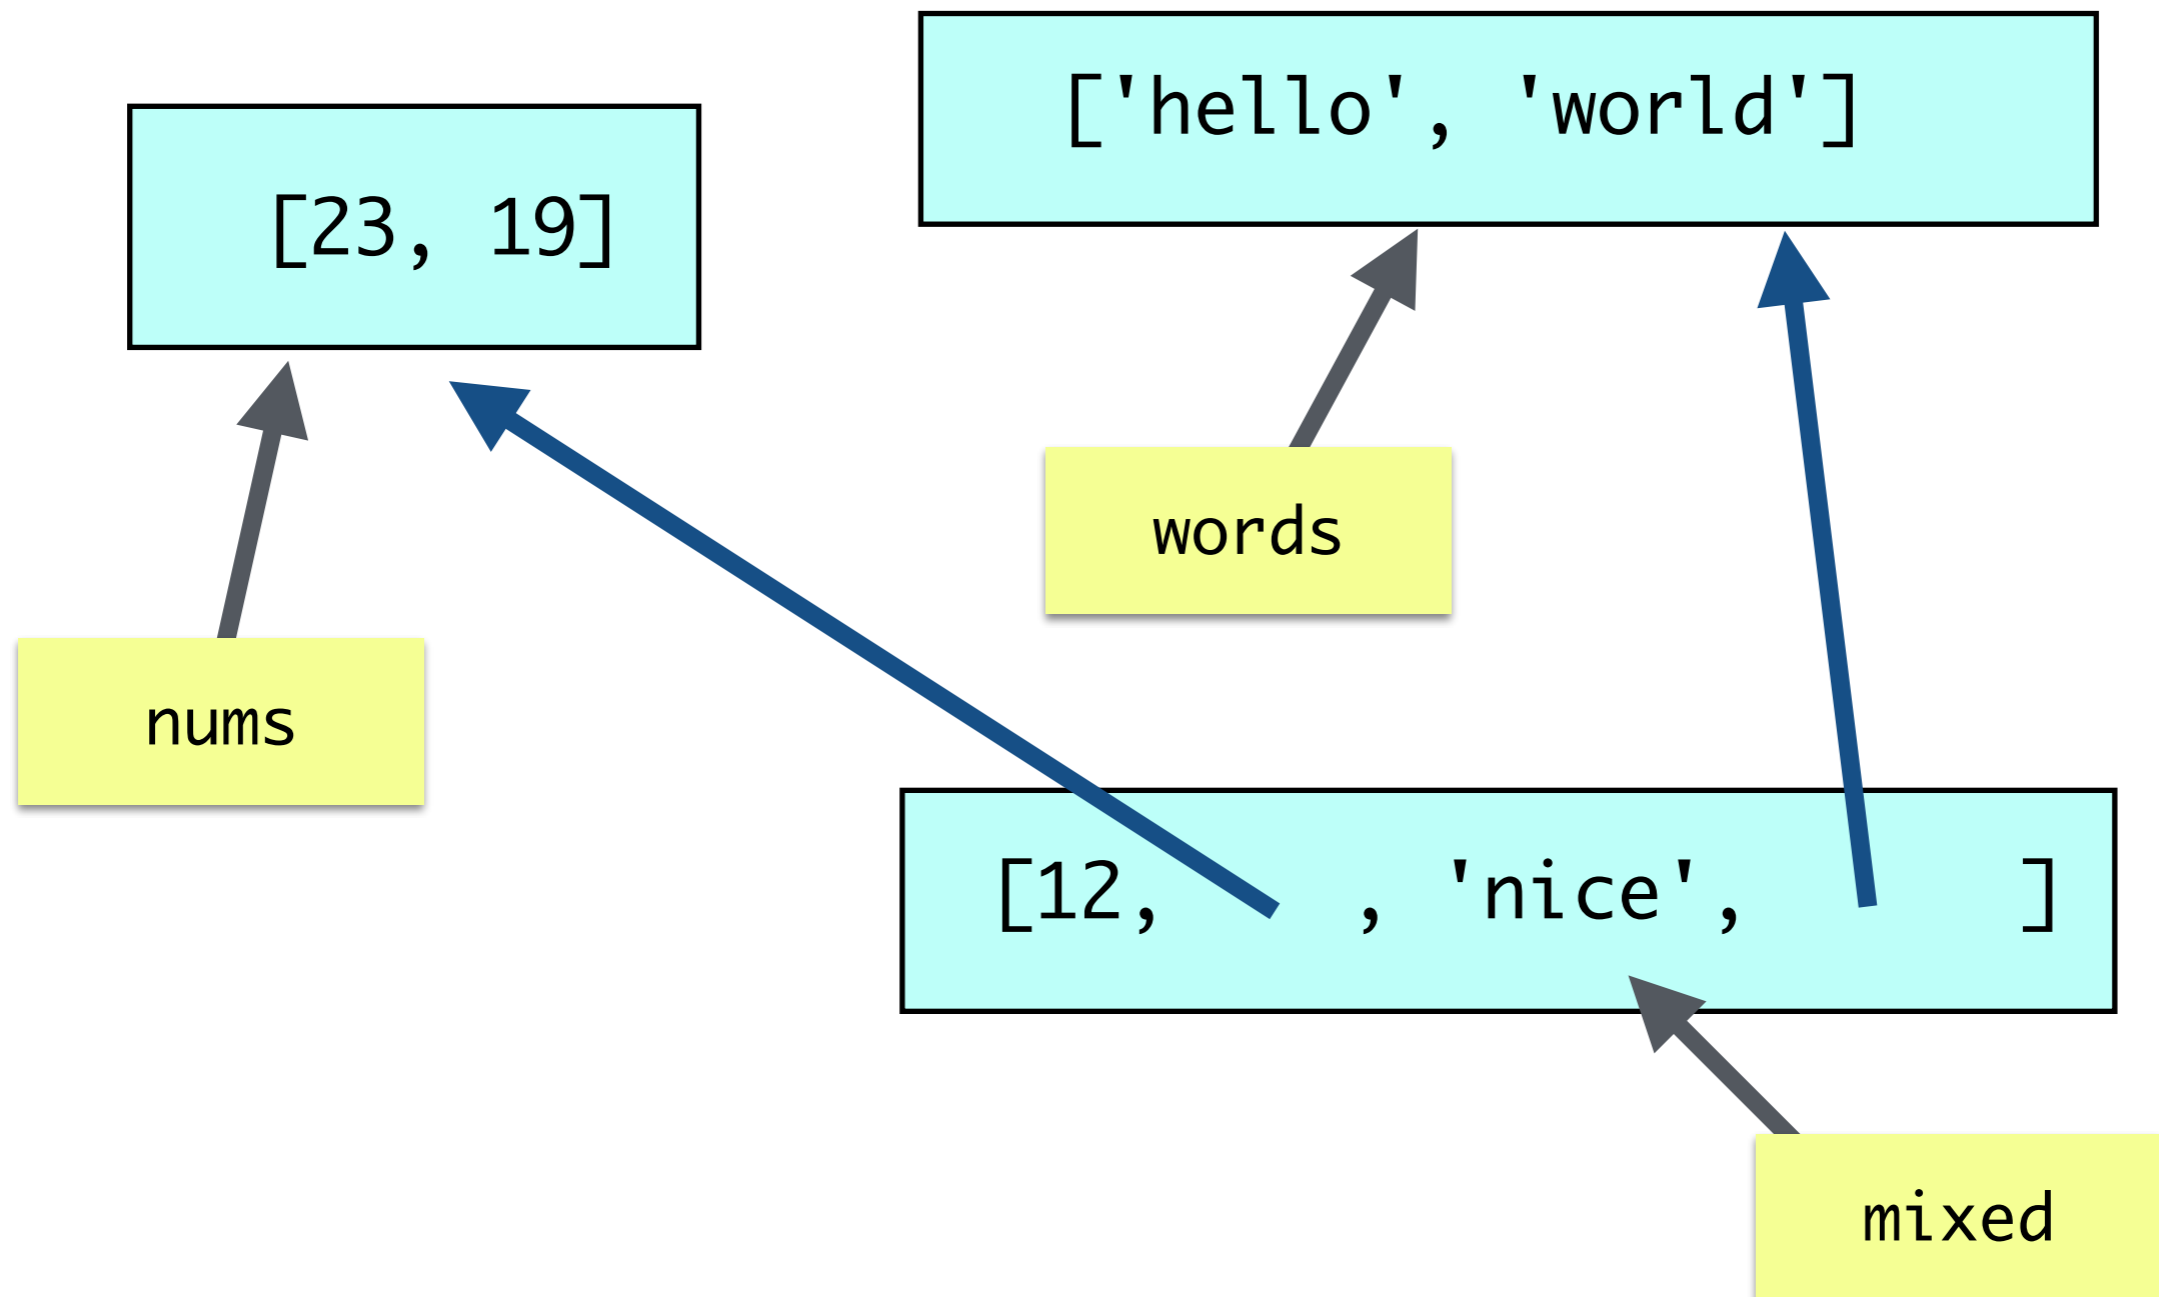 ['hello', 'world']
[23, 19]
words
nums
[12,    , 'nice',      ]
mixed